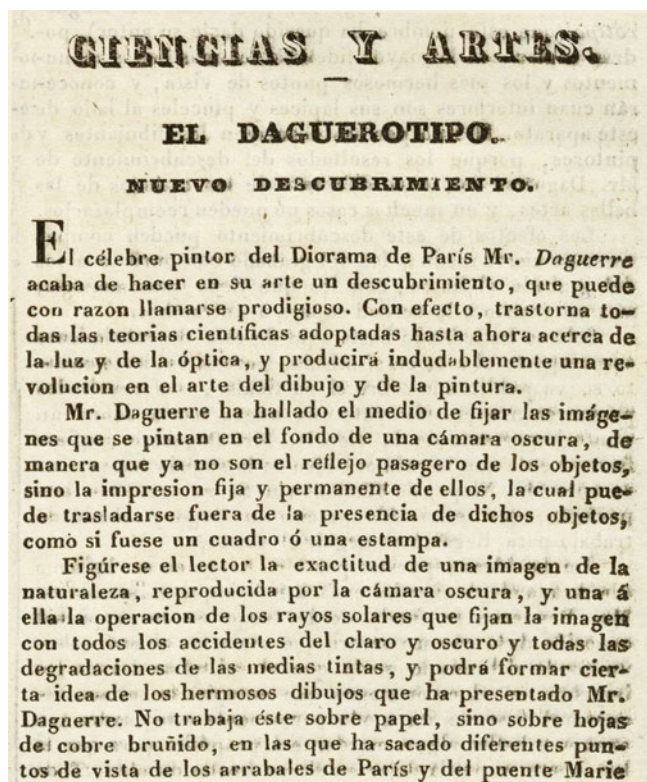 CIENCIAS Y ARTES.
EL DAGUEROTIPO.
NUEVO DESCUBRIMIENTO.
El célebre pintor del Diorama de París Mr. Daguerre
acaba de hacer en su arte un descubrimiento, que puede
con razon llamarse prodigioso. Con efecto, trastorna to-
das las teorias cientificas adoptadas hasta ahora acerca de
la luz y de la óptica, y producirá indudablemente una re-
volucion en el arte del dibujo y de la pintura.
Mr. Daguerre ha hallado el medio de fijar las imáge-
nes que se pintan en el fondo de una cámara oscura, de
manera que ya no son el reflejo pasagero de los objetos,
sino la impresion fija y permanente de ellos, la cual pue-
de trasladarse fuera de la presencia de dichos objetos,
como si fuese un cuadro ó una estampa.
Figúrese el lector la exactitud de una imagen de la
naturaleza, reproducida por la cámara oscura, y una á
ella la operacion de los rayos solares que fijan la imagen
con todos los accidentes del claro y oscuro y todas las
degradaciones de las medias tintas, y podrá formar cier-
ta idea de los hermosos dibujos que ha presentado Mr.
Daguerre. No trabaja éste sobre papel, sino sobre hojas
de cobre bruñido, en las que ha sacado diferentes pun-
tos de vista de los arrabales de París y del puente Marie